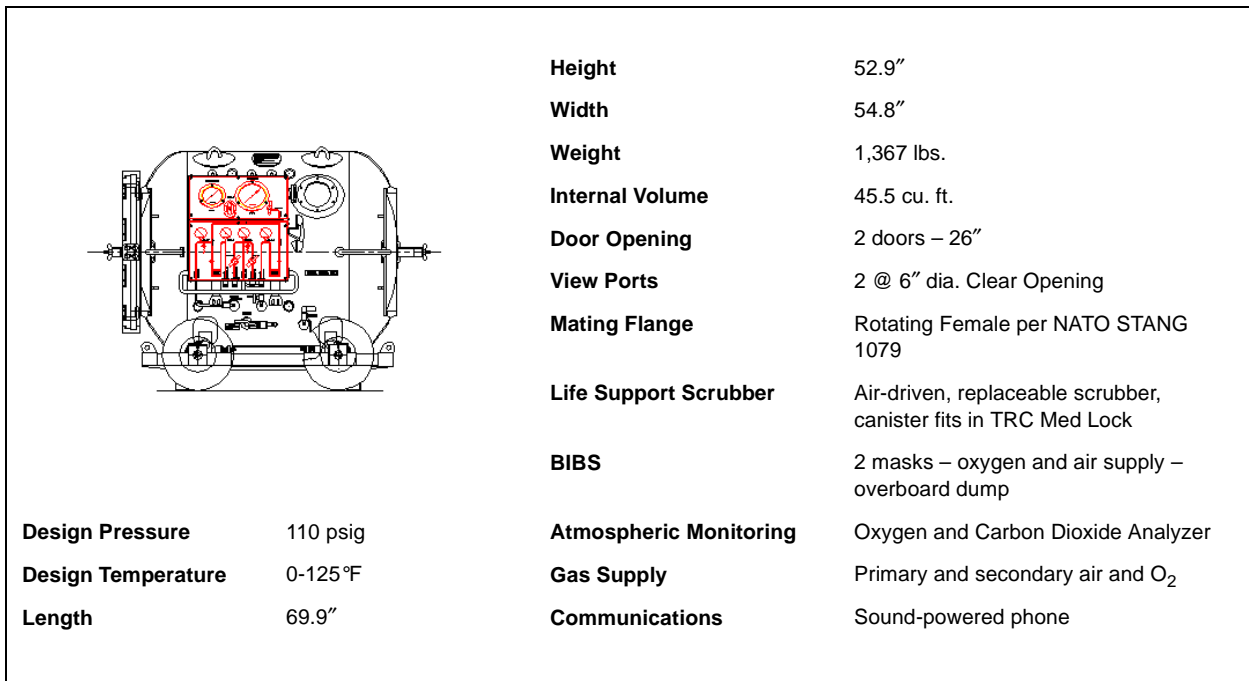 Height 52.9″
Width 54.8″
Weight 1,367 lbs.
Internal Volume 45.5 cu. ft.
Door Opening 2 doors – 26″
View Ports 2 @ 6″ dia. Clear Opening
Mating Flange Rotating Female per NATO STANG
1079
Life Support Scrubber Air-driven, replaceable scrubber,
canister fits in TRC Med Lock
BIBS 2 masks – oxygen and air supply –
overboard dump
Design Pressure 110 psig Atmospheric Monitoring Oxygen and Carbon Dioxide Analyzer
Design Temperature 0-125°F Gas Supply Primary and secondary air and O2
Length 69.9″ Communications Sound-powered phone